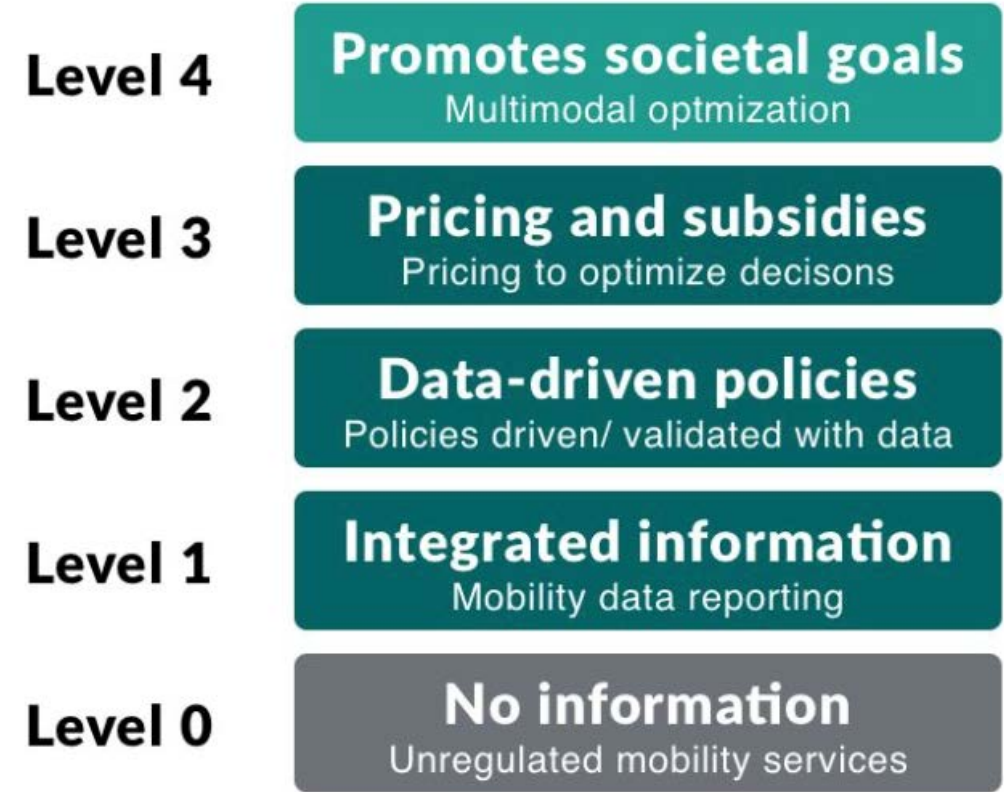 Level 4
Promotes societal goals
Multimodal optmization
Level 3
Pricing and subsidies
Pricing to optimize decisons
Level 2
Data-driven policies
Policies driven/ validated with data
Level 1
Integrated information
Mobility data reporting
Level 0
No information
Unregulated mobility services